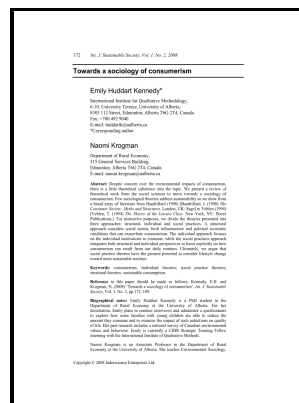 172 Int. J. Sustainable Society, Vol. 1, No. 2, 2008
Towards a sociology of consumerism
Emily Huddart Kennedy*
International Institute for Qualitative Methodology,
6-10, University Terrace, University of Alberta,
8303 112 Street, Edmonton, Alberta T6G 2T4, Canada
Fax: +780 492 9040
E-mail: huddarth@ualberta.ca
*Corresponding author
Naomi Krogman
Department of Rural Economy,
515 General Services Building,
Edmonton, Alberta T6G 2T4, Canada
E-mail: naomi.krogman@ualberta.ca
Abstract: Despite concern over the environmental impacts of consumption,
there is a little theoretical coherence into the topic. We present a review of
theoretical work from the social sciences to move towards a sociology of
consumerism. Few sociological theories address sustainability so we draw from
a broad array of literature from Baudrillard (1998) [Baudrillard, J. (1998) The
Consumer Society: Myths and Structures. London, UK: Sage] to Veblen (1994)
[Veblen, T. (1994) The Theory of the Leisure Class. New York, NY: Dover
Publications]. For instructive purposes, we divide the theories presented into
three approaches: structural, individual and social practices. A structural
approach considers social norms, built infrastructure and political economic
conditions that can exacerbate consumerism. The individual approach focuses
on the individual motivations to consume, while the social practices approach
integrates both structural and individual perspectives to focus explicitly on how
consumerism can result from our daily routines. Ultimately, we argue that
social practice theories have the greatest potential to consider lifestyle change
toward more sustainable routines.
Keywords: consumerism; individual theories; social practice theories;
structural theories; sustainable consumption.
Reference to this paper should be made as follows: Kennedy, E.H. and
Krogman, N. (2008) 'Towards a sociology of consumerism', Int. J. Sustainable
Society, Vol. 1, No. 2, pp.172–189.
Biographical notes: Emily Huddart Kennedy is a PhD student in the
Department of Rural Economy at the University of Alberta. For her
dissertation, Emily plans to conduct interviews and administer a questionnaire
to explore how some families with young children are able to reduce the
amount they consume and to examine the impact of such reductions on quality
of life. Her past research includes a national survey of Canadian environmental
values and behaviour. Emily is currently a CIHR Strategic Training Fellow
training with the International Institute of Qualitative Methods.
Naomi Krogman is an Associate Professor in the Department of Rural
Economy at the University of Alberta. She teaches Environmental Sociology,
Copyright © 2008 Inderscience Enterprises Ltd.